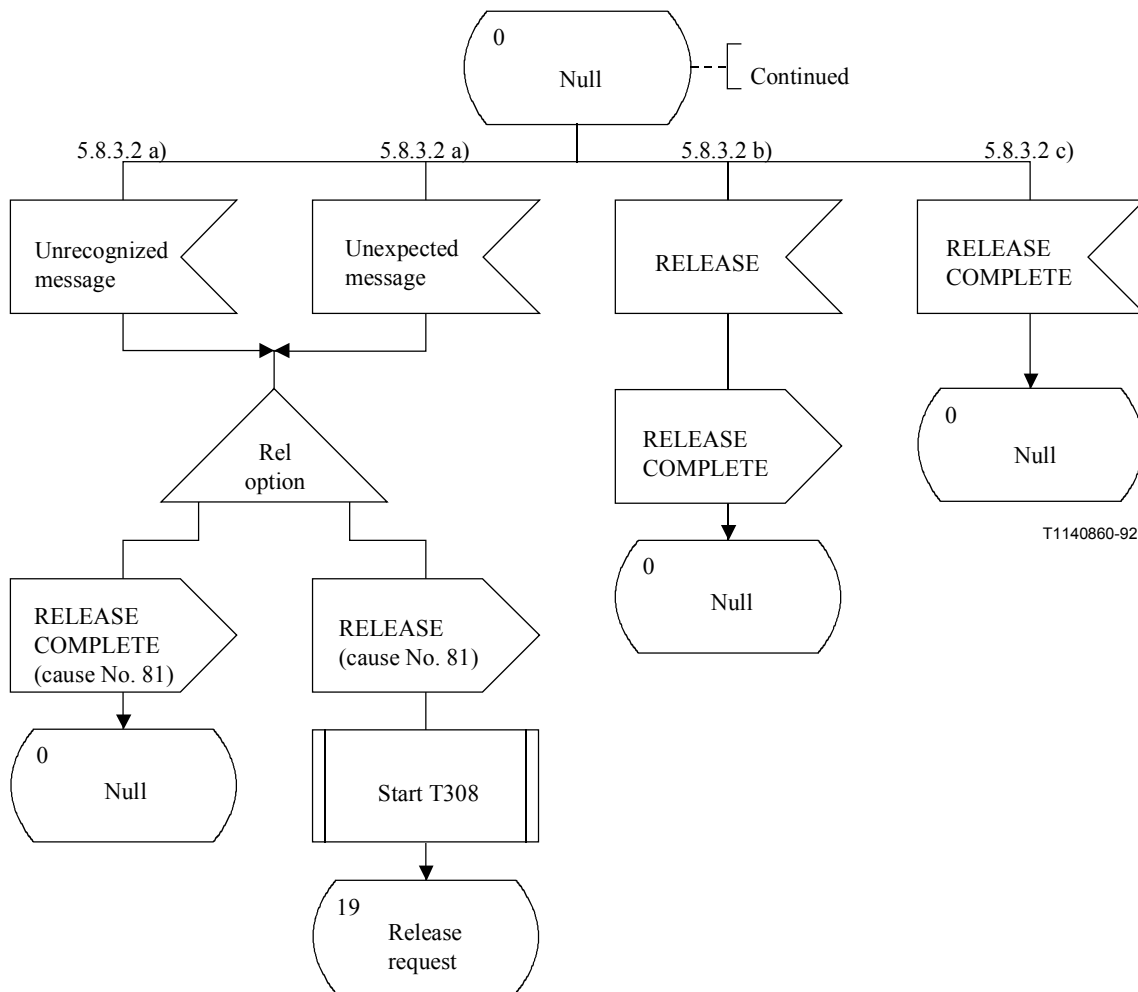 0
Null
Continued
5.8.3.2 a)
5.8.3.2 a)
5.8.3.2 b)
5.8.3.2 c)
Unrecognized
message
Unexpected
message
RELEASE
RELEASE
COMPLETE
Rel
option
RELEASE
COMPLETE
0
Null
T1140860-92
RELEASE
COMPLETE
(cause No. 81)
RELEASE
(cause No. 81)
0
Null
0
Null
Start T308
19
Release
request